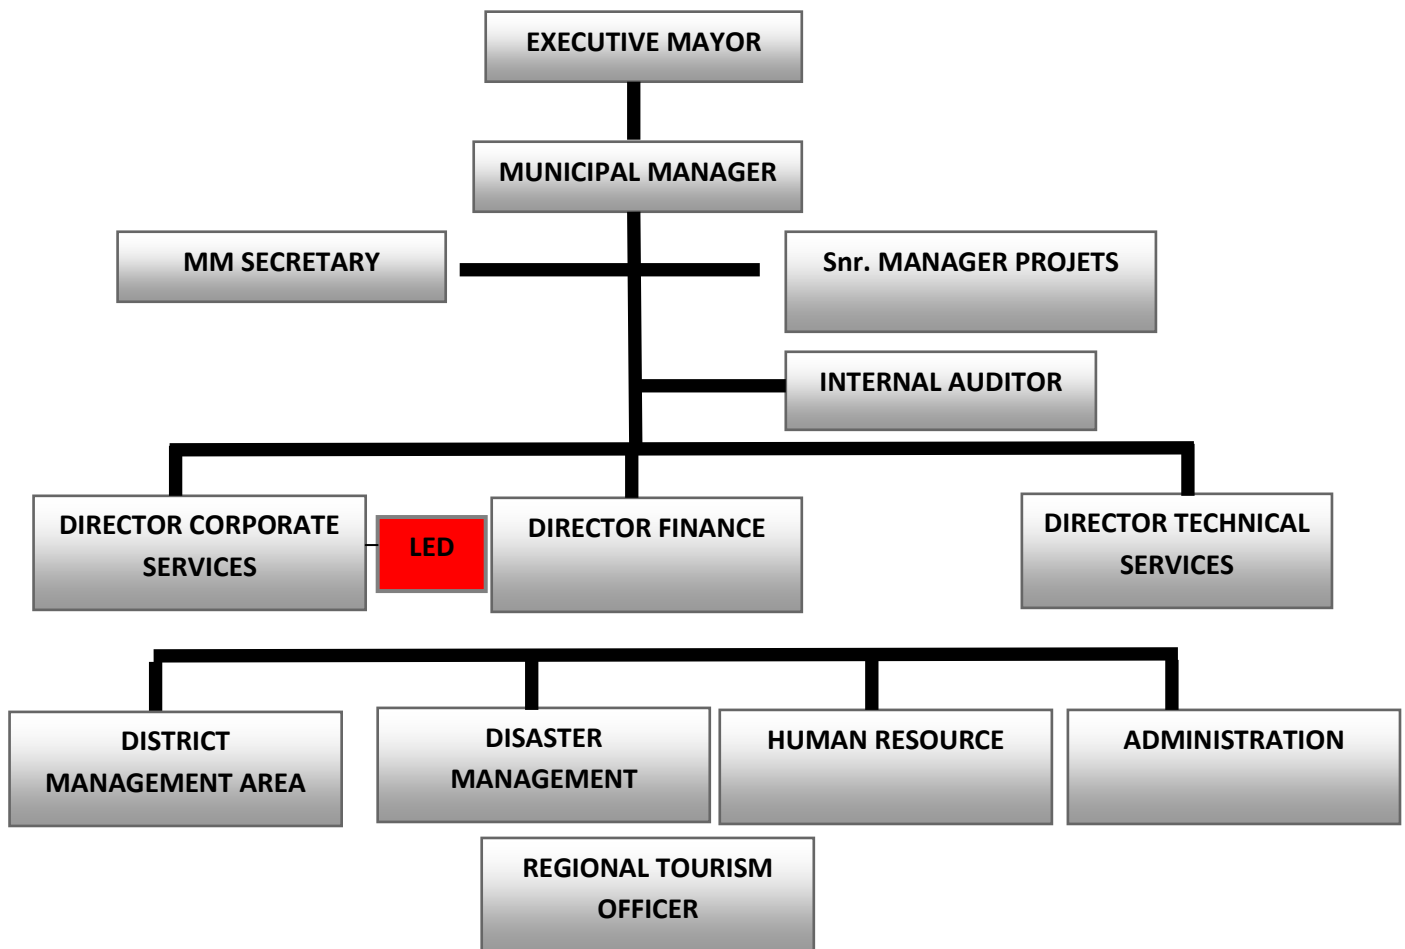 EXECUTIVE MAYOR
MUNICIPAL MANAGER
MM SECRETARY
Snr. MANAGER PROJETS
INTERNAL AUDITOR
DIRECTOR CORPORATE
SERVICES
LED
DIRECTOR FINANCE
DIRECTOR TECHNICAL
SERVICES
DISTRICT
MANAGEMENT AREA
DISASTER
MANAGEMENT
HUMAN RESOURCE
ADMINISTRATION
REGIONAL TOURISM
OFFICER